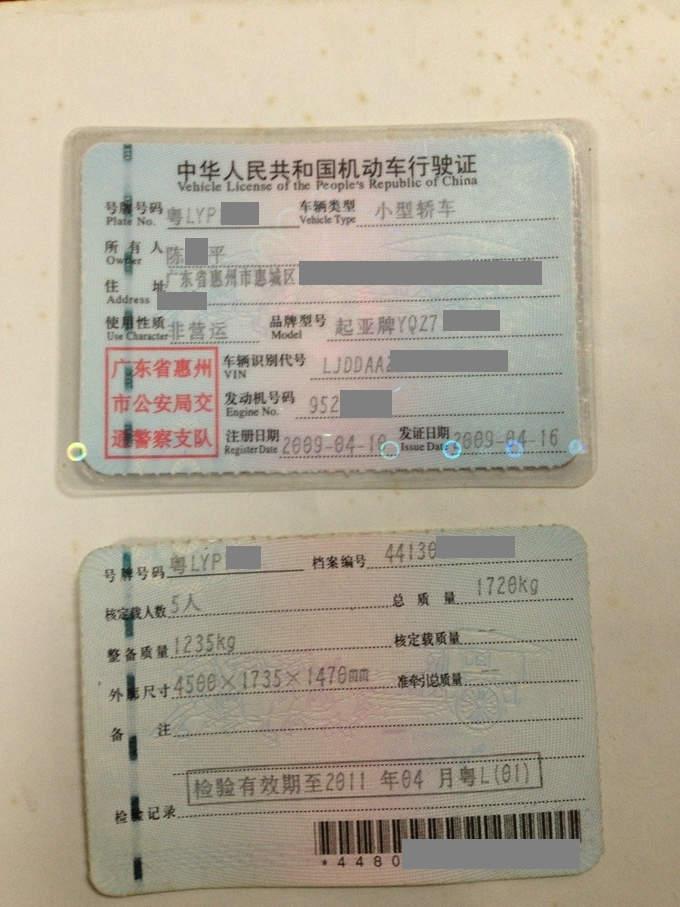 中华人民共和国机动车行驶证
Vehicle License of the People's Republic of China
号牌号码 粤LYP 车辆类型 小型轿车
Plate No. Vehicle Type
所有人 陈 平
Owner
住址 广东省惠州市惠城区
Address
使用性质 非营运 品牌型号 起亚牌YQZ7
Use Character Model
广东省惠州
市公安局交
通警察支队
车辆识别代号 LJDDAA
VIN
发动机号码 952
Engine No.
注册日期 2009-04-10 发证日期 2009-04-16
Register Date Issue Date
号牌号码 粤LYP 档案编号 44130
核定载人数 5人 总质量 1720kg
整备质量 1235kg 核定载质量
外廓尺寸 4500×1735×1470mm 准牵引总质量 --
备注
检验有效期至2011 年04 月粤L(01)
检验记录
*4480